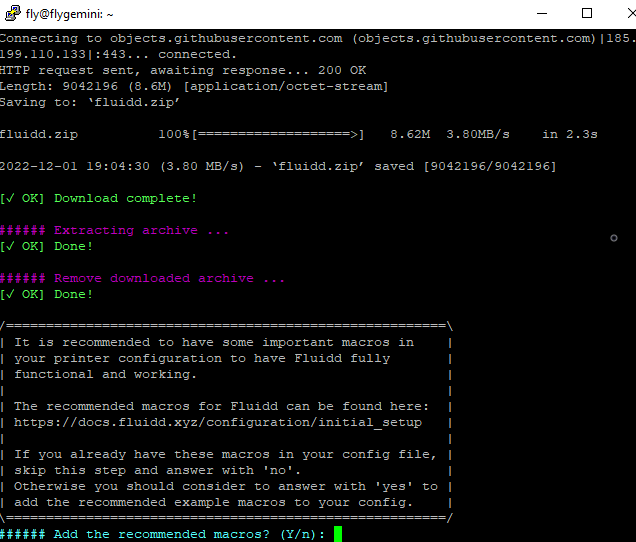 fly@flygemini: ~
Connecting to objects.githubusercontent.com (objects.githubusercontent.com)|185.
199.110.133|:443... connected.
HTTP request sent, awaiting response... 200 OK
Length: 9042196 (8.6M) [application/octet-stream]
Saving to: ‘fluidd.zip’
fluidd.zip          100%[===================>]   8.62M  3.80MB/s    in 2.3s
2022-12-01 19:04:30 (3.80 MB/s) - ‘fluidd.zip’ saved [9042196/9042196]
[✓ OK] Download complete!
###### Extracting archive ...
[✓ OK] Done!
###### Remove downloaded archive ...
[✓ OK] Done!
/=======================================================\
| It is recommended to have some important macros in    |
| your printer configuration to have Fluidd fully       |
| functional and working.                               |
|                                                       |
| The recommended macros for Fluidd can be found here:  |
| https://docs.fluidd.xyz/configuration/initial_setup   |
|                                                       |
| If you already have these macros in your config file, |
| skip this step and answer with 'no'.                  |
| Otherwise you should consider to answer with 'yes' to |
| add the recommended example macros to your config.    |
\=======================================================/
###### Add the recommended macros? (Y/n):